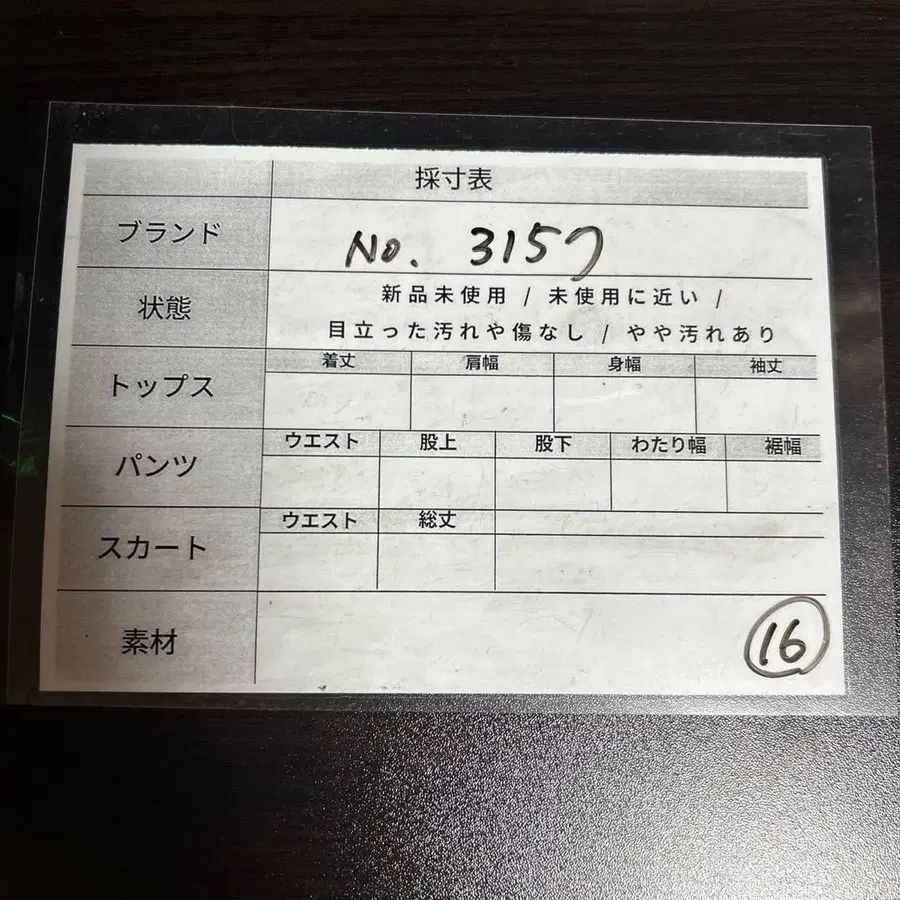 採寸表
ブランド No. 3157
状態 新品未使用 / 未使用に近い /
目立った汚れや傷なし / やや汚れあり
トップス 着丈 肩幅 身幅 袖丈
パンツ ウエスト 股上 股下 わたり幅 裾幅
スカート ウエスト 総丈
素材 16